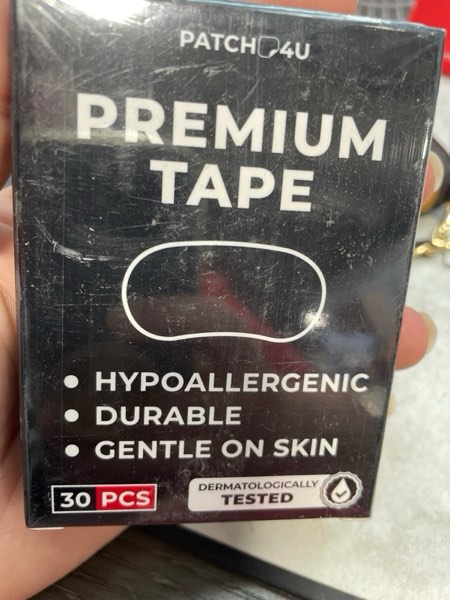 PATCH4U
PREMIUM
TAPE
• HYPOALLERGENIC
• DURABLE
• GENTLE ON SKIN
30 PCS
DERMATOLOGICALLY
TESTED